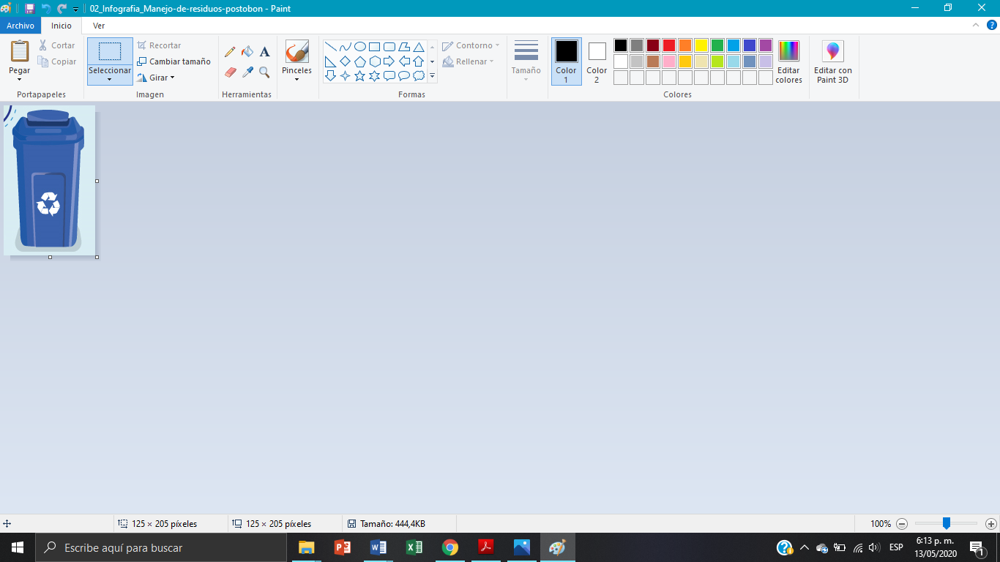 02_Infografia_Manejo-de-residuos-postobon - Paint
Archivo
Inicio
Ver
Pegar
Cortar
Copiar
Portapapeles
Seleccionar
Recortar
Cambiar tamaño
Girar
Imagen
A
Herramientas
Pinceles
Contorno
Rellenar
Formas
Tamaño
Color
1
Color
2
Editar
colores
Colores
Editar con
Paint 3D
125 × 205 píxeles
125 × 205 píxeles
Tamaño: 444,4KB
100%
Escribe aquí para buscar
ESP
6:13 p. m.
13/05/2020
1